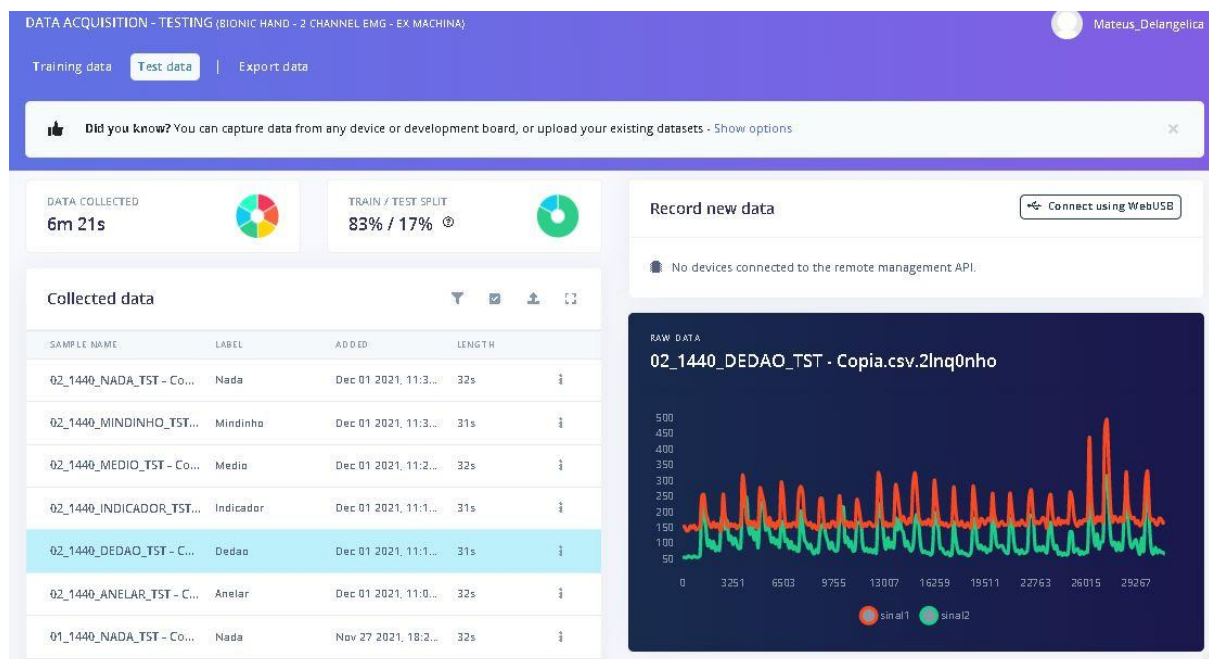 DATA ACQUISITION - TESTING (BIONIC HAND - 2 CHANNEL EMG - EX MACHINA)
Mateus_Delangelica
Training data Test data | Export data
Did you know? You can capture data from any device or development board, or upload your existing datasets - Show options ×
DATA COLLECTED
6m 21s
TRAIN / TEST SPLIT
83% / 17% ?
Record new data
Connect using WebUSB
No devices connected to the remote management API.
Collected data
SAMPLE NAME LABEL ADDED LENGTH
02_1440_NADA_TST - Co... Nada Dec 01 2021, 11:3... 32s
02_1440_MINDINHO_TST... Mindinho Dec 01 2021, 11:3... 31s
02_1440_MEDIO_TST - Co... Medio Dec 01 2021, 11:2... 32s
02_1440_INDICADOR_TST... Indicador Dec 01 2021, 11:1... 31s
02_1440_DEDAO_TST - C... Dedao Dec 01 2021, 11:1... 31s
02_1440_ANELAR_TST - C... Anelar Dec 01 2021, 11:0... 32s
01_1440_NADA_TST - Co... Nada Nov 27 2021, 18:2... 32s
RAW DATA
02_1440_DEDAO_TST - Copia.csv.2lnq0nho
500
450
400
350
300
250
200
150
100
50
0 3251 6503 9755 13007 16259 19511 22763 26015 29267
sinal1 sinal2